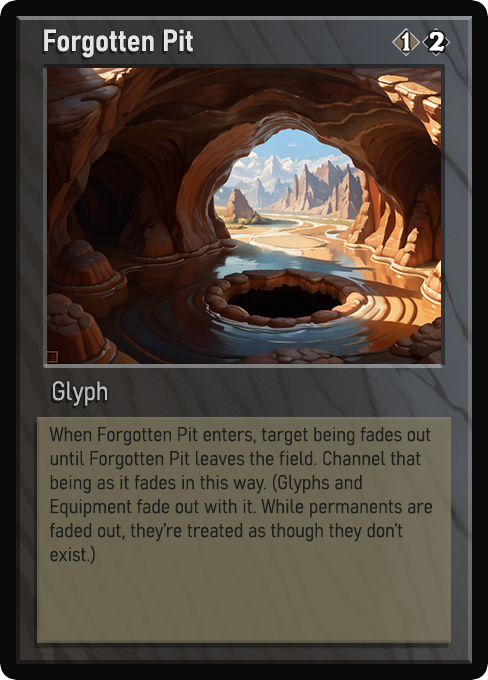 Forgotten Pit 1 2
Glyph
When Forgotten Pit enters, target being fades out
until Forgotten Pit leaves the field. Channel that
being as it fades in this way. (Glyphs and
Equipment fade out with it. While permanents are
faded out, they're treated as though they don't
exist.)